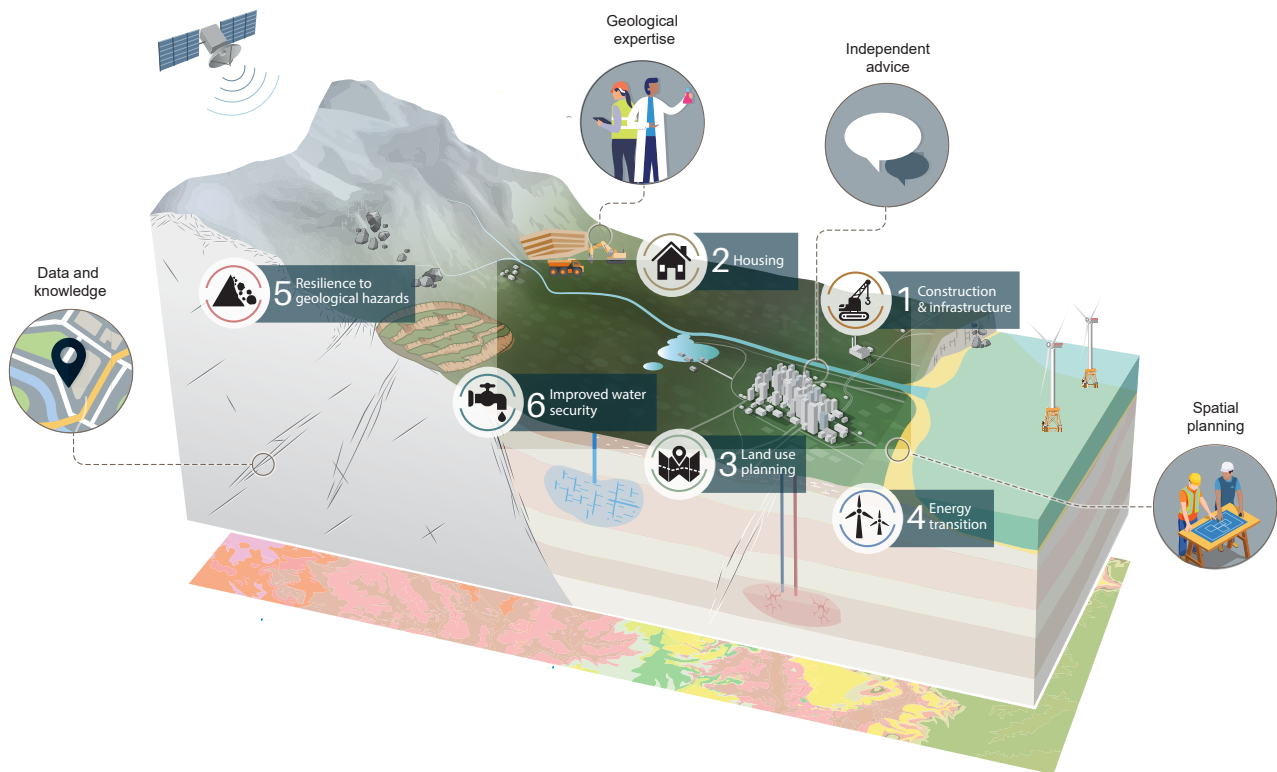 Geological
expertise
Independent
advice
2 Housing
Data and
knowledge
5 Resilience to
geological hazards
1 Construction
& infrastructure
6 Improved water
security
3 Land use
planning
Spatial
planning
4 Energy
transition